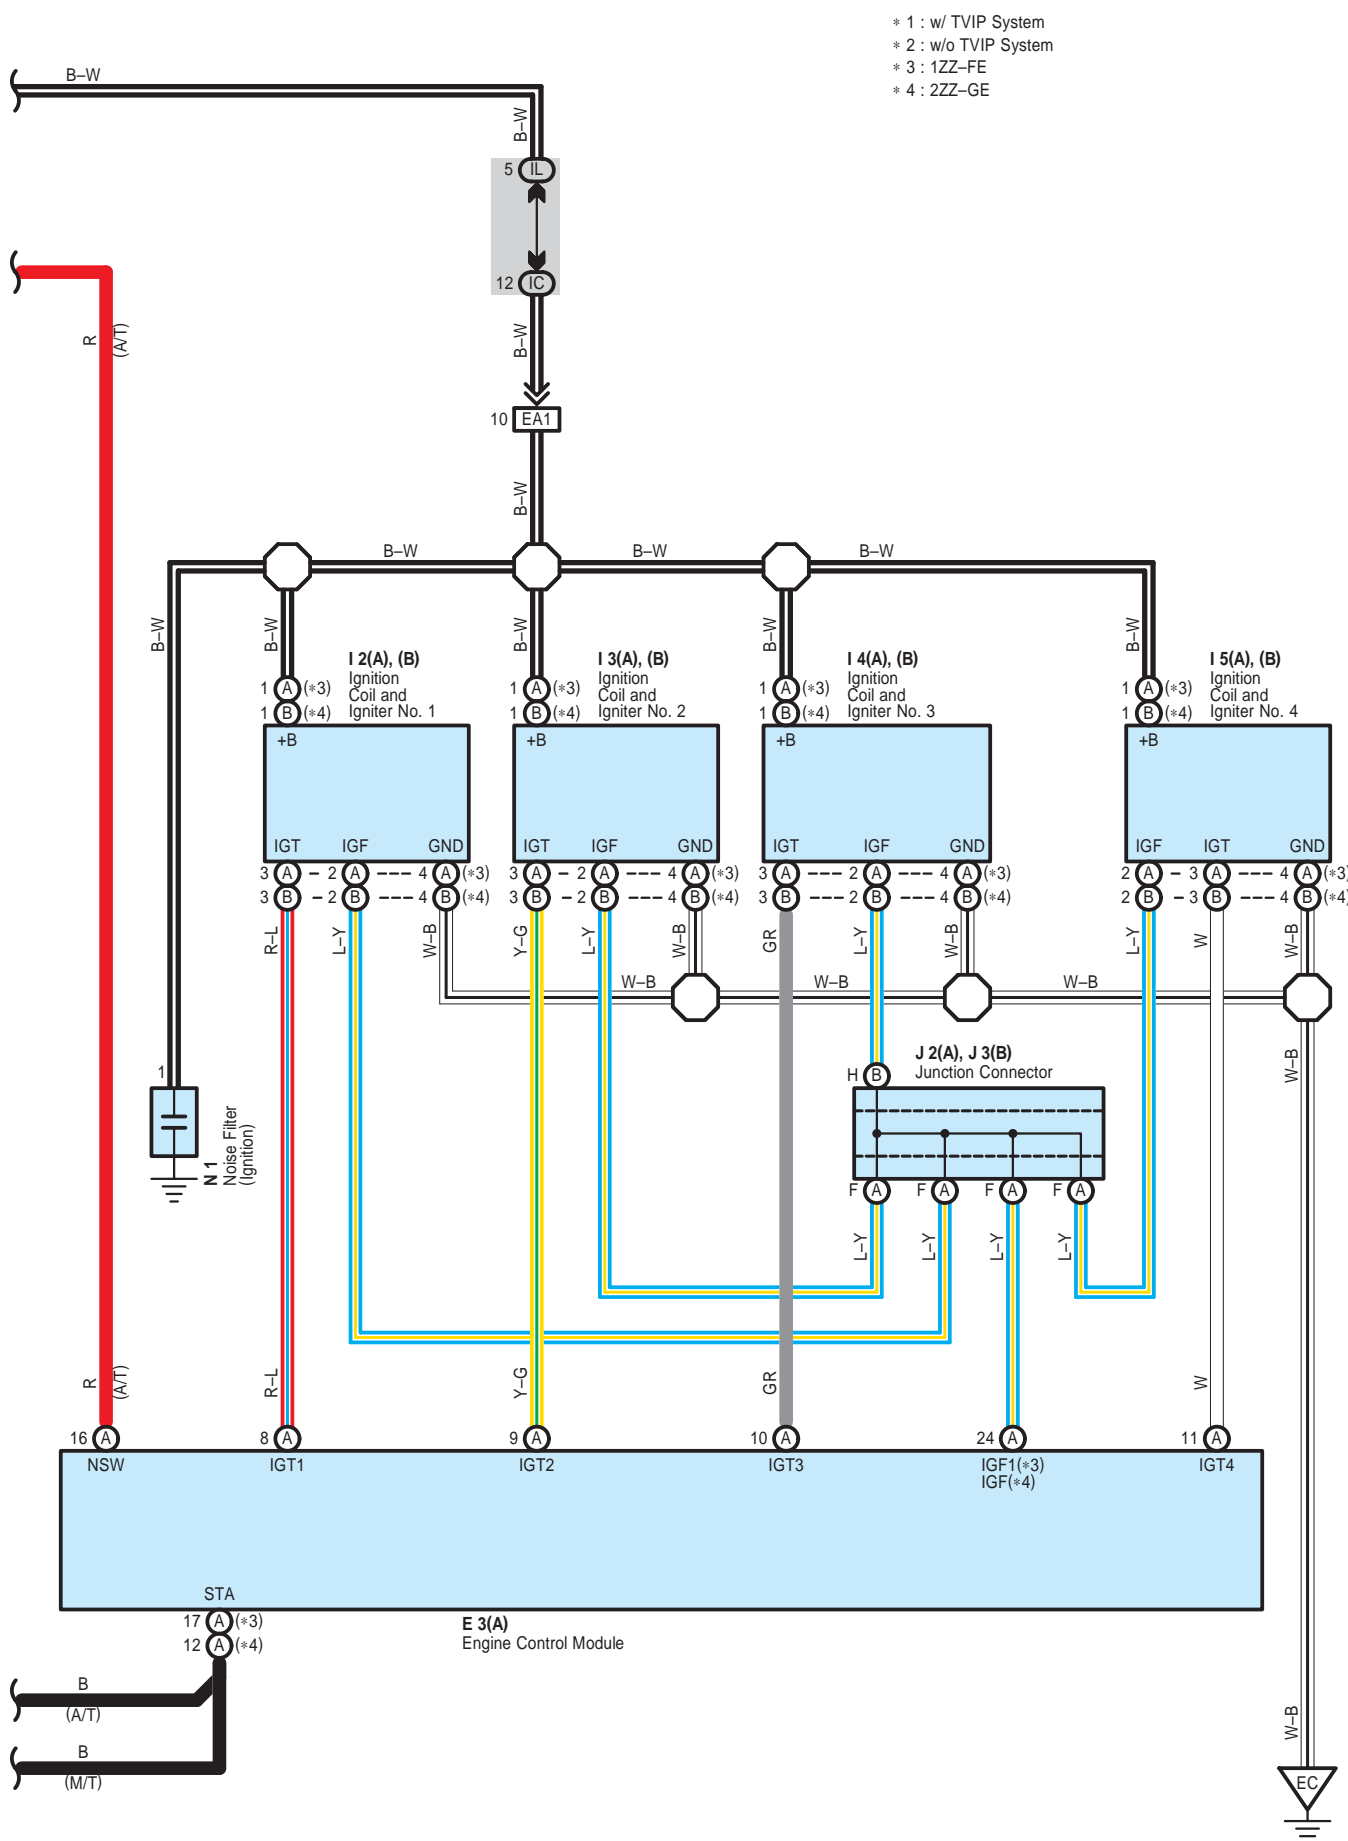 * 1 : w/ TVIP System
* 2 : w/o TVIP System
* 3 : 1ZZ–FE
* 4 : 2ZZ–GE
B–W
B–W
5 IL
12 IC
R
(A/T)
B–W
10 EA1
B–W
B–W B–W B–W
B–W B–W B–W B–W B–W
I 2(A), (B)
Ignition
Coil and
Igniter No. 1
I 3(A), (B)
Ignition
Coil and
Igniter No. 2
I 4(A), (B)
Ignition
Coil and
Igniter No. 3
I 5(A), (B)
Ignition
Coil and
Igniter No. 4
1 A (*3) 1 A (*3) 1 A (*3) 1 A (*3)
1 B (*4) 1 B (*4) 1 B (*4) 1 B (*4)
+B +B +B +B
IGT IGF GND IGT IGF GND IGT IGF GND IGF IGT GND
3 A 2 A 4 A (*3) 3 A 2 A 4 A (*3) 3 A 2 A 4 A (*3) 2 A 3 A 4 A (*3)
3 B 2 B 4 B (*4) 3 B 2 B 4 B (*4) 3 B 2 B 4 B (*4) 2 B 3 B 4 B (*4)
R–L L–Y W–B Y–G L–Y W–B GR L–Y W–B L–Y W W–B
W–B W–B W–B
W–B
J 2(A), J 3(B)
Junction Connector
H B
1
N 1
Noise Filter
(Ignition)
F A F A F A F A
L–Y L–Y L–Y L–Y
R
(A/T)
R–L Y–G GR W
16 A 8 A 9 A 10 A 24 A 11 A
NSW IGT1 IGT2 IGT3 IGF1(*3) IGT4
IGF(*4)
STA
17 A (*3)
12 A (*4)
E 3(A)
Engine Control Module
B
(A/T)
B
(M/T)
W–B
EC